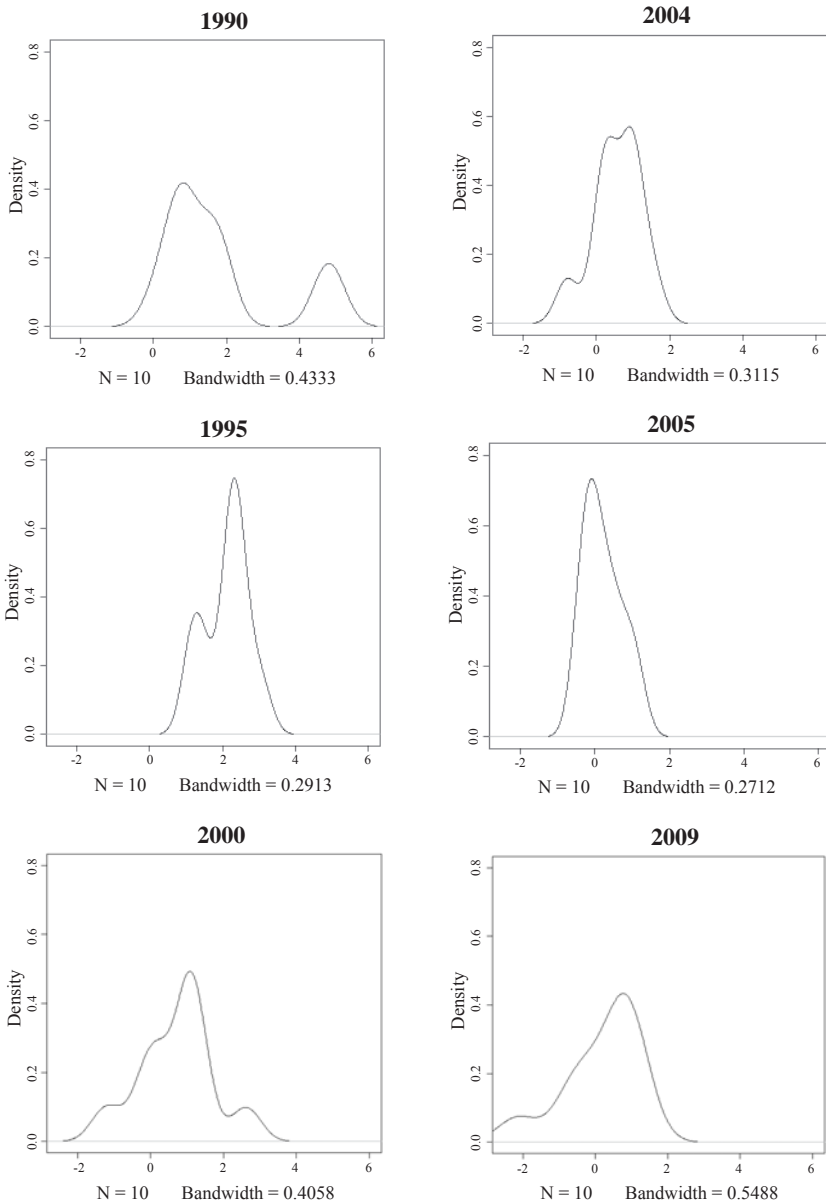 1990
Density
0.0 0.2 0.4 0.6 0.8
-2 0 2 4 6
N = 10 Bandwidth = 0.4333
2004
Density
0.0 0.2 0.4 0.6 0.8
-2 0 2 4 6
N = 10 Bandwidth = 0.3115
1995
Density
0.0 0.2 0.4 0.6 0.8
-2 0 2 4 6
N = 10 Bandwidth = 0.2913
2005
Density
0.0 0.2 0.4 0.6 0.8
-2 0 2 4 6
N = 10 Bandwidth = 0.2712
2000
Density
0.0 0.2 0.4 0.6 0.8
-2 0 2 4 6
N = 10 Bandwidth = 0.4058
2009
Density
0.0 0.2 0.4 0.6 0.8
-2 0 2 4 6
N = 10 Bandwidth = 0.5488